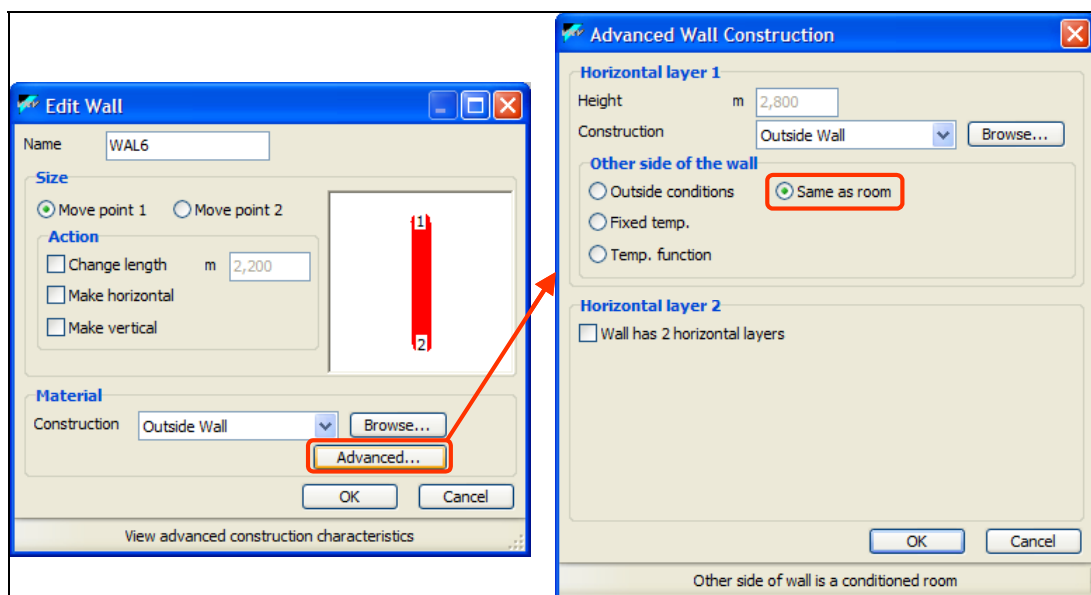 Edit Wall
Name WAL6
Size
Move point 1 Move point 2
Action
Change length m 2,200
Make horizontal
Make vertical
1
2
Material
Construction Outside Wall Browse...
Advanced...
OK Cancel
View advanced construction characteristics
Advanced Wall Construction
Horizontal layer 1
Height m 2,800
Construction Outside Wall Browse...
Other side of the wall
Outside conditions Same as room
Fixed temp.
Temp. function
Horizontal layer 2
Wall has 2 horizontal layers
OK Cancel
Other side of wall is a conditioned room